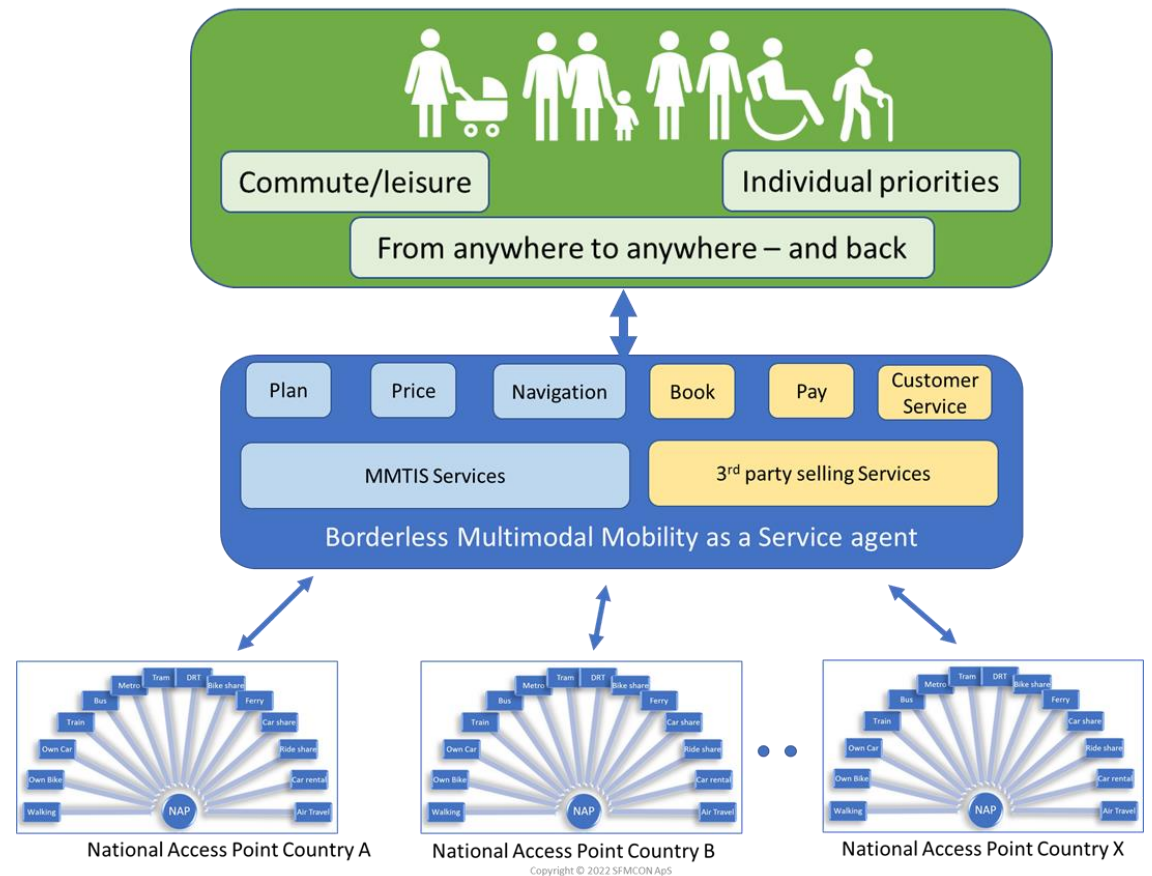 Commute/leisure
Individual priorities
From anywhere to anywhere – and back
Plan
Price
Navigation
Book
Pay
Customer
Service
MMTIS Services
3rd party selling Services
Borderless Multimodal Mobility as a Service agent
Walking
Own Bike
Own Car
Train
Bus
Metro
Tram
DRT
Bike share
Ferry
Car share
Ride share
Car rental
Air Travel
NAP
National Access Point Country A
Walking
Own Bike
Own Car
Train
Bus
Metro
Tram
DRT
Bike share
Ferry
Car share
Ride share
Car rental
Air Travel
NAP
National Access Point Country B
Walking
Own Bike
Own Car
Train
Bus
Metro
Tram
DRT
Bike share
Ferry
Car share
Ride share
Car rental
Air Travel
NAP
National Access Point Country X
Copyright © 2022 SFMCON ApS